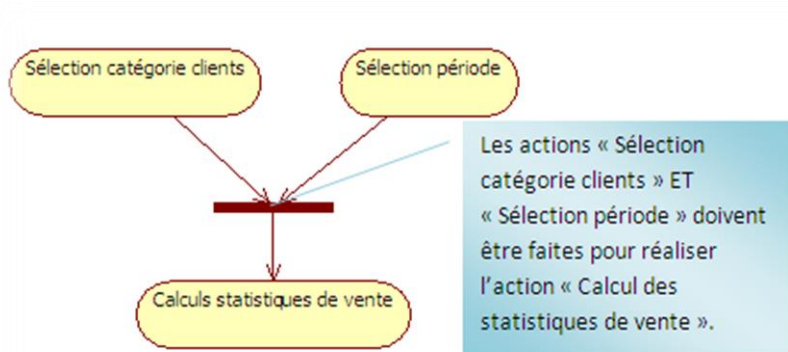 Sélection catégorie clients
Sélection période
Les actions « Sélection
catégorie clients » ET
« Sélection période » doivent
être faites pour réaliser
l’action « Calcul des
statistiques de vente ».
Calculs statistiques de vente